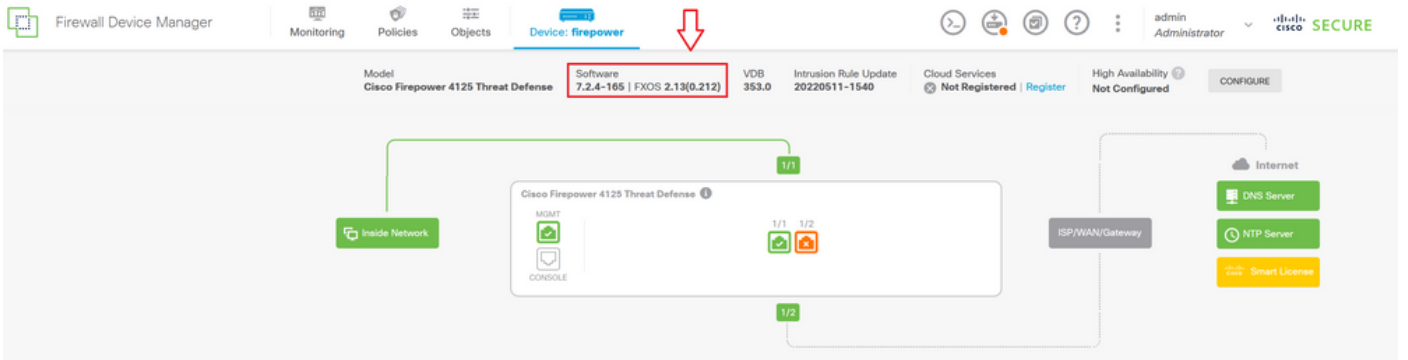 Firewall Device Manager
Monitoring
Policies
Objects
Device: firepower
admin
Administrator
cisco SECURE
Model
Cisco Firepower 4125 Threat Defense
Software
7.2.4-165 | FXOS 2.13(0.212)
VDB
353.0
Intrusion Rule Update
20220511-1540
Cloud Services
Not Registered | Register
High Availability
Not Configured
CONFIGURE
1/1
Internet
Cisco Firepower 4125 Threat Defense
MGMT
CONSOLE
1/1 1/2
Inside Network
ISP/WAN/Gateway
DNS Server
NTP Server
Smart License
1/2